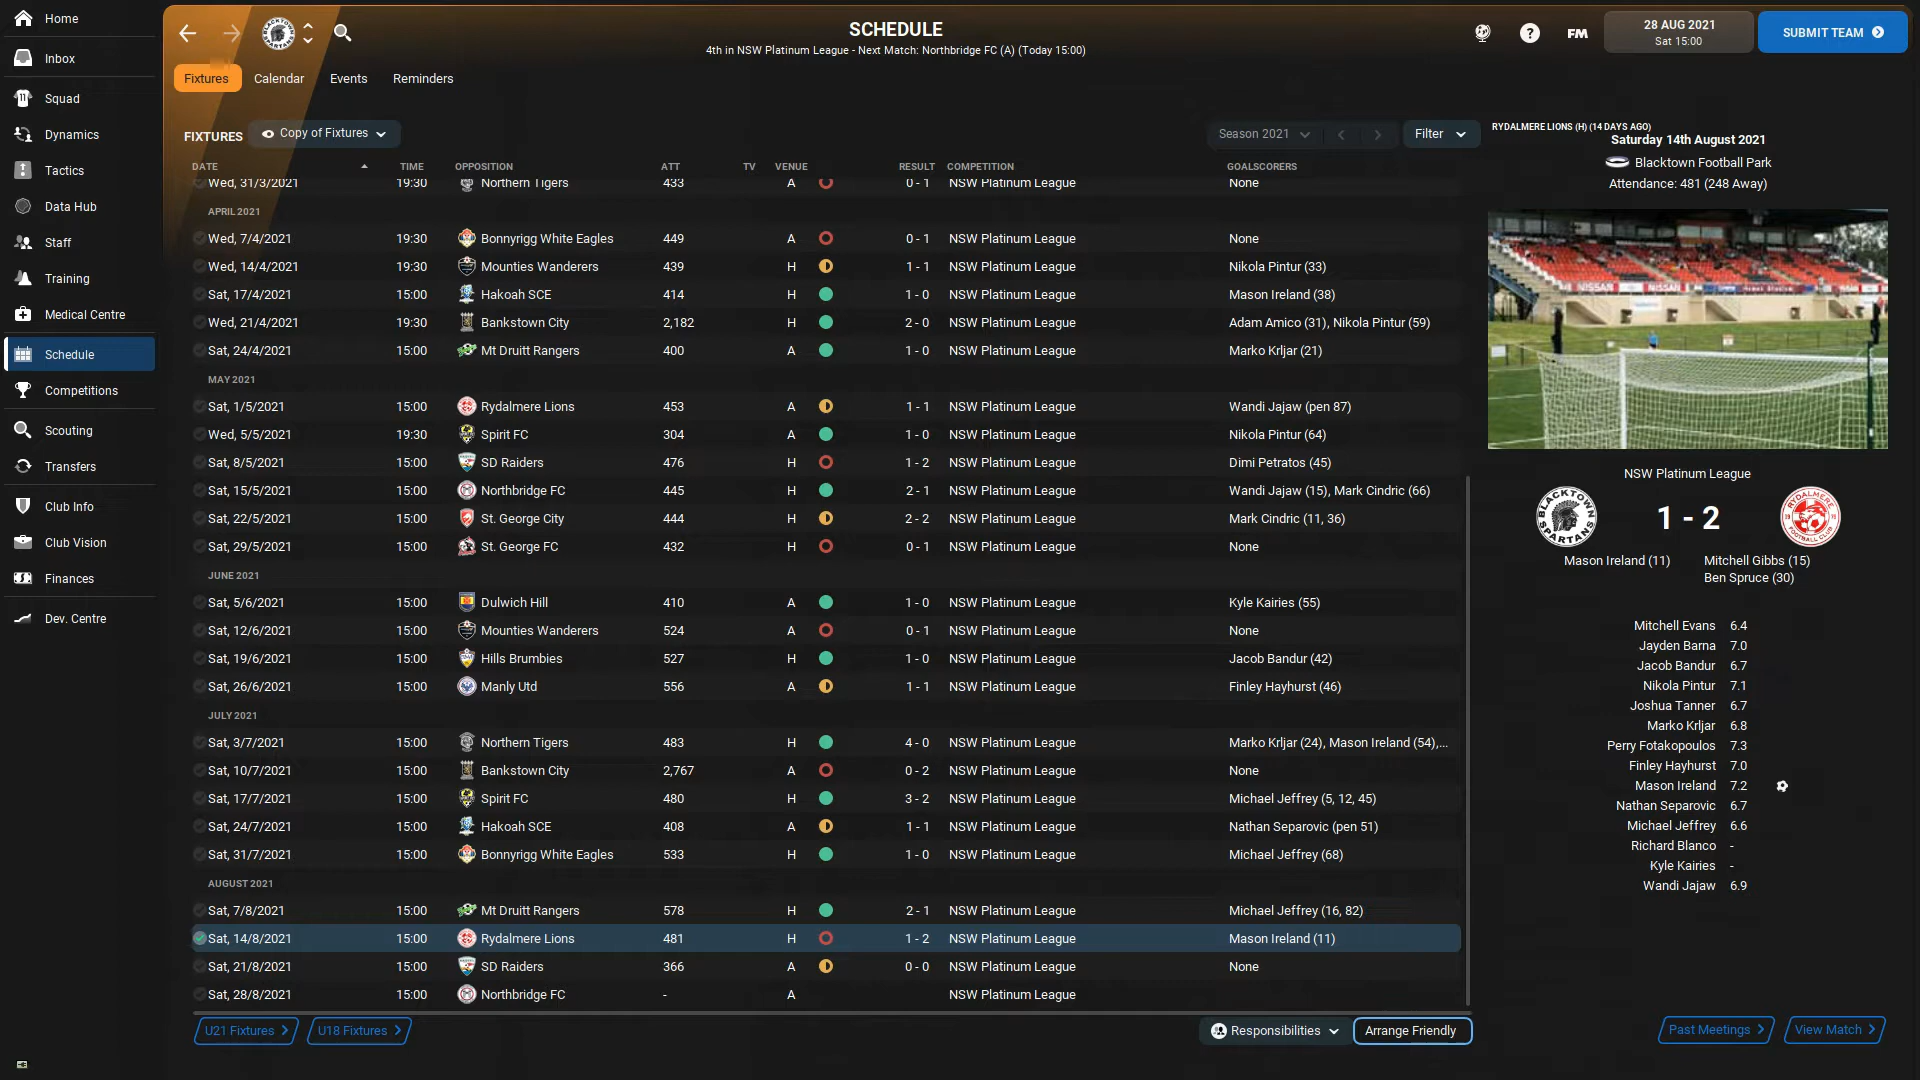 Home
Inbox
Squad
Dynamics
Tactics
Data Hub
Staff
Training
Medical Centre
Schedule
Competitions
Scouting
Transfers
Club Info
Club Vision
Finances
Dev. Centre
SCHEDULE
4th in NSW Platinum League - Next Match: Northbridge FC (A) (Today 15:00)
? FM
28 AUG 2021
Sat 15:00
SUBMIT TEAM
Fixtures Calendar Events Reminders
FIXTURES Copy of Fixtures Season 2021 Filter
DATE TIME OPPOSITION ATT TV VENUE RESULT COMPETITION GOALSCORERS
Wed, 31/3/2021 19:30 Northern Tigers 433 A 0 - 1 NSW Platinum League None
APRIL 2021
Wed, 7/4/2021 19:30 Bonnyrigg White Eagles 449 A 0 - 1 NSW Platinum League None
Wed, 14/4/2021 19:30 Mounties Wanderers 439 H 1 - 1 NSW Platinum League Nikola Pintur (33)
Sat, 17/4/2021 15:00 Hakoah SCE 414 H 1 - 0 NSW Platinum League Mason Ireland (38)
Wed, 21/4/2021 19:30 Bankstown City 2,182 H 2 - 0 NSW Platinum League Adam Amico (31), Nikola Pintur (59)
Sat, 24/4/2021 15:00 Mt Druitt Rangers 400 A 1 - 0 NSW Platinum League Marko Krljar (21)
MAY 2021
Sat, 1/5/2021 15:00 Rydalmere Lions 453 A 1 - 1 NSW Platinum League Wandi Jajaw (pen 87)
Wed, 5/5/2021 19:30 Spirit FC 304 A 1 - 0 NSW Platinum League Nikola Pintur (64)
Sat, 8/5/2021 15:00 SD Raiders 476 H 1 - 2 NSW Platinum League Dimi Petratos (45)
Sat, 15/5/2021 15:00 Northbridge FC 445 H 2 - 1 NSW Platinum League Wandi Jajaw (15), Mark Cindric (66)
Sat, 22/5/2021 15:00 St. George City 444 H 2 - 2 NSW Platinum League Mark Cindric (11, 36)
Sat, 29/5/2021 15:00 St. George FC 432 H 0 - 1 NSW Platinum League None
JUNE 2021
Sat, 5/6/2021 15:00 Dulwich Hill 410 A 1 - 0 NSW Platinum League Kyle Kairies (55)
Sat, 12/6/2021 15:00 Mounties Wanderers 524 A 0 - 1 NSW Platinum League None
Sat, 19/6/2021 15:00 Hills Brumbies 527 H 1 - 0 NSW Platinum League Jacob Bandur (42)
Sat, 26/6/2021 15:00 Manly Utd 556 A 1 - 1 NSW Platinum League Finley Hayhurst (46)
JULY 2021
Sat, 3/7/2021 15:00 Northern Tigers 483 H 4 - 0 NSW Platinum League Marko Krljar (24), Mason Ireland (54),...
Sat, 10/7/2021 15:00 Bankstown City 2,767 A 0 - 2 NSW Platinum League None
Sat, 17/7/2021 15:00 Spirit FC 480 H 3 - 2 NSW Platinum League Michael Jeffrey (5, 12, 45)
Sat, 24/7/2021 15:00 Hakoah SCE 408 A 1 - 1 NSW Platinum League Nathan Separovic (pen 51)
Sat, 31/7/2021 15:00 Bonnyrigg White Eagles 533 H 1 - 0 NSW Platinum League Michael Jeffrey (68)
AUGUST 2021
Sat, 7/8/2021 15:00 Mt Druitt Rangers 578 H 2 - 1 NSW Platinum League Michael Jeffrey (16, 82)
Sat, 14/8/2021 15:00 Rydalmere Lions 481 H 1 - 2 NSW Platinum League Mason Ireland (11)
Sat, 21/8/2021 15:00 SD Raiders 366 A 0 - 0 NSW Platinum League None
Sat, 28/8/2021 15:00 Northbridge FC - A NSW Platinum League
U21 Fixtures U18 Fixtures Responsibilities Arrange Friendly
RYDALMERE LIONS (H) (14 DAYS AGO)
Saturday 14th August 2021
Blacktown Football Park
Attendance: 481 (248 Away)
NISSAN NISSAN
NSW Platinum League
BLACKTOWN SPARTANS 1 - 2 RYDALMERE FOOTBALL CLUB
Mason Ireland (11) Mitchell Gibbs (15)
Ben Spruce (30)
Mitchell Evans 6.4
Jayden Barna 7.0
Jacob Bandur 6.7
Nikola Pintur 7.1
Joshua Tanner 6.7
Marko Krljar 6.8
Perry Fotakopoulos 7.3
Finley Hayhurst 7.0
Mason Ireland 7.2
Nathan Separovic 6.7
Michael Jeffrey 6.6
Richard Blanco -
Kyle Kairies -
Wandi Jajaw 6.9
Past Meetings View Match